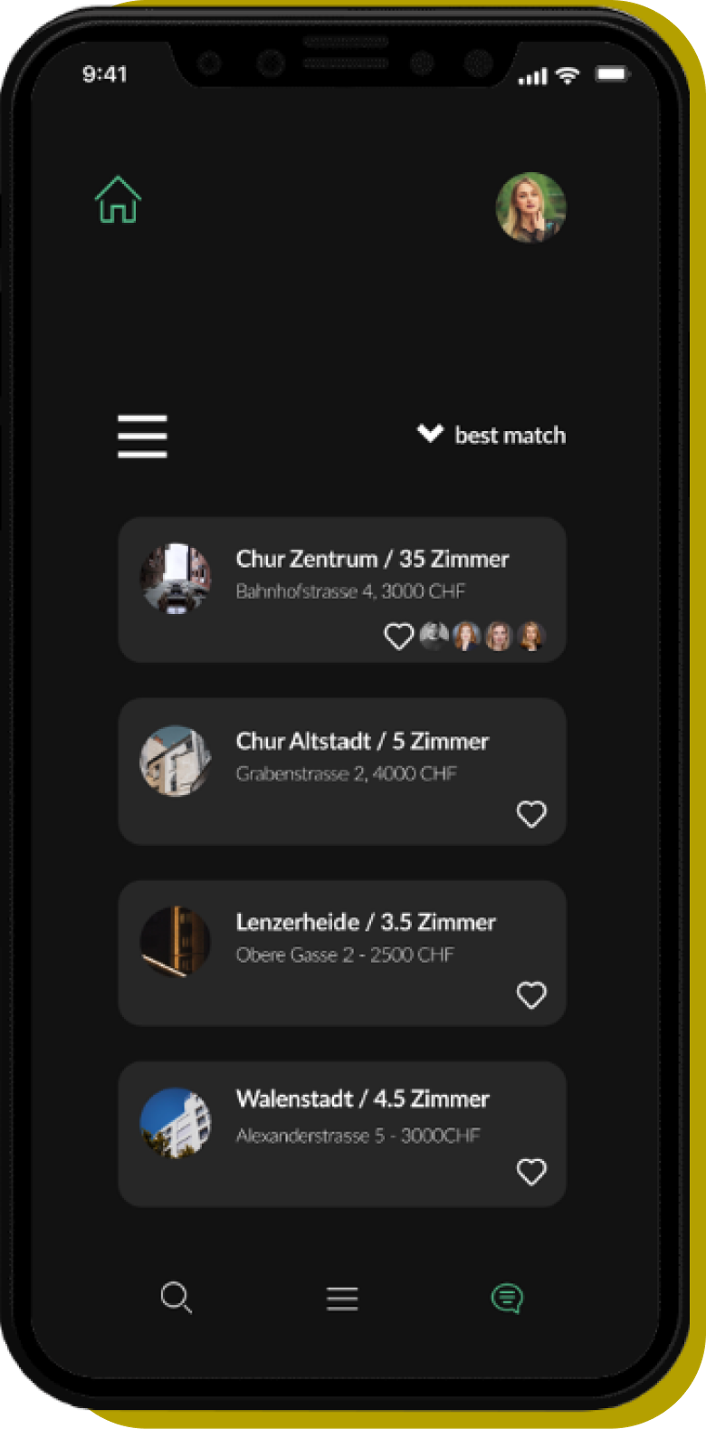 9:41
best match
Chur Zentrum / 35 Zimmer
Bahnhofstrasse 4, 3000 CHF
Chur Altstadt / 5 Zimmer
Grabenstrasse 2, 4000 CHF
Lenzerheide / 3.5 Zimmer
Obere Gasse 2 - 2500 CHF
Walenstadt / 4.5 Zimmer
Alexanderstrasse 5 - 3000CHF